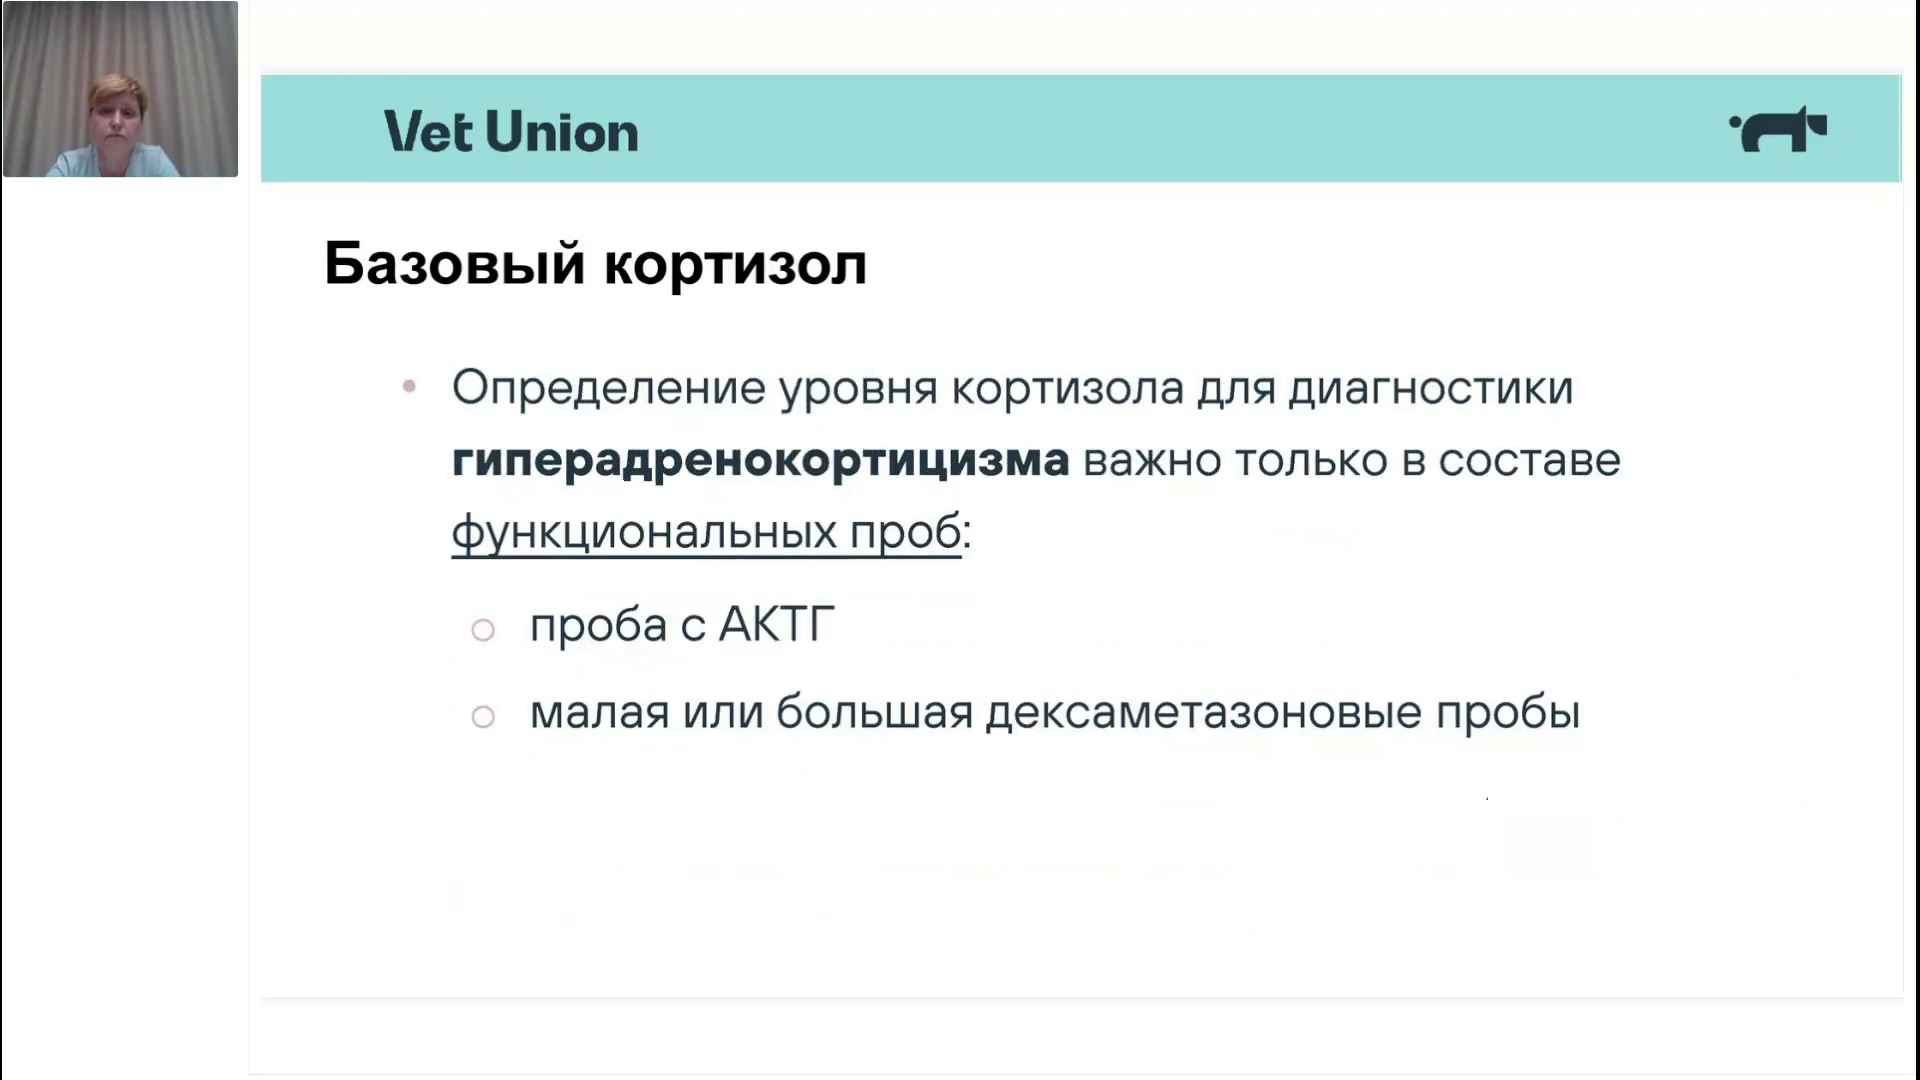 Vet Union
Базовый кортизол
Определение уровня кортизола для диагностики
гиперадренокортицизма важно только в составе
функциональных проб:
проба с АКТГ
малая или большая дексаметазоновые пробы